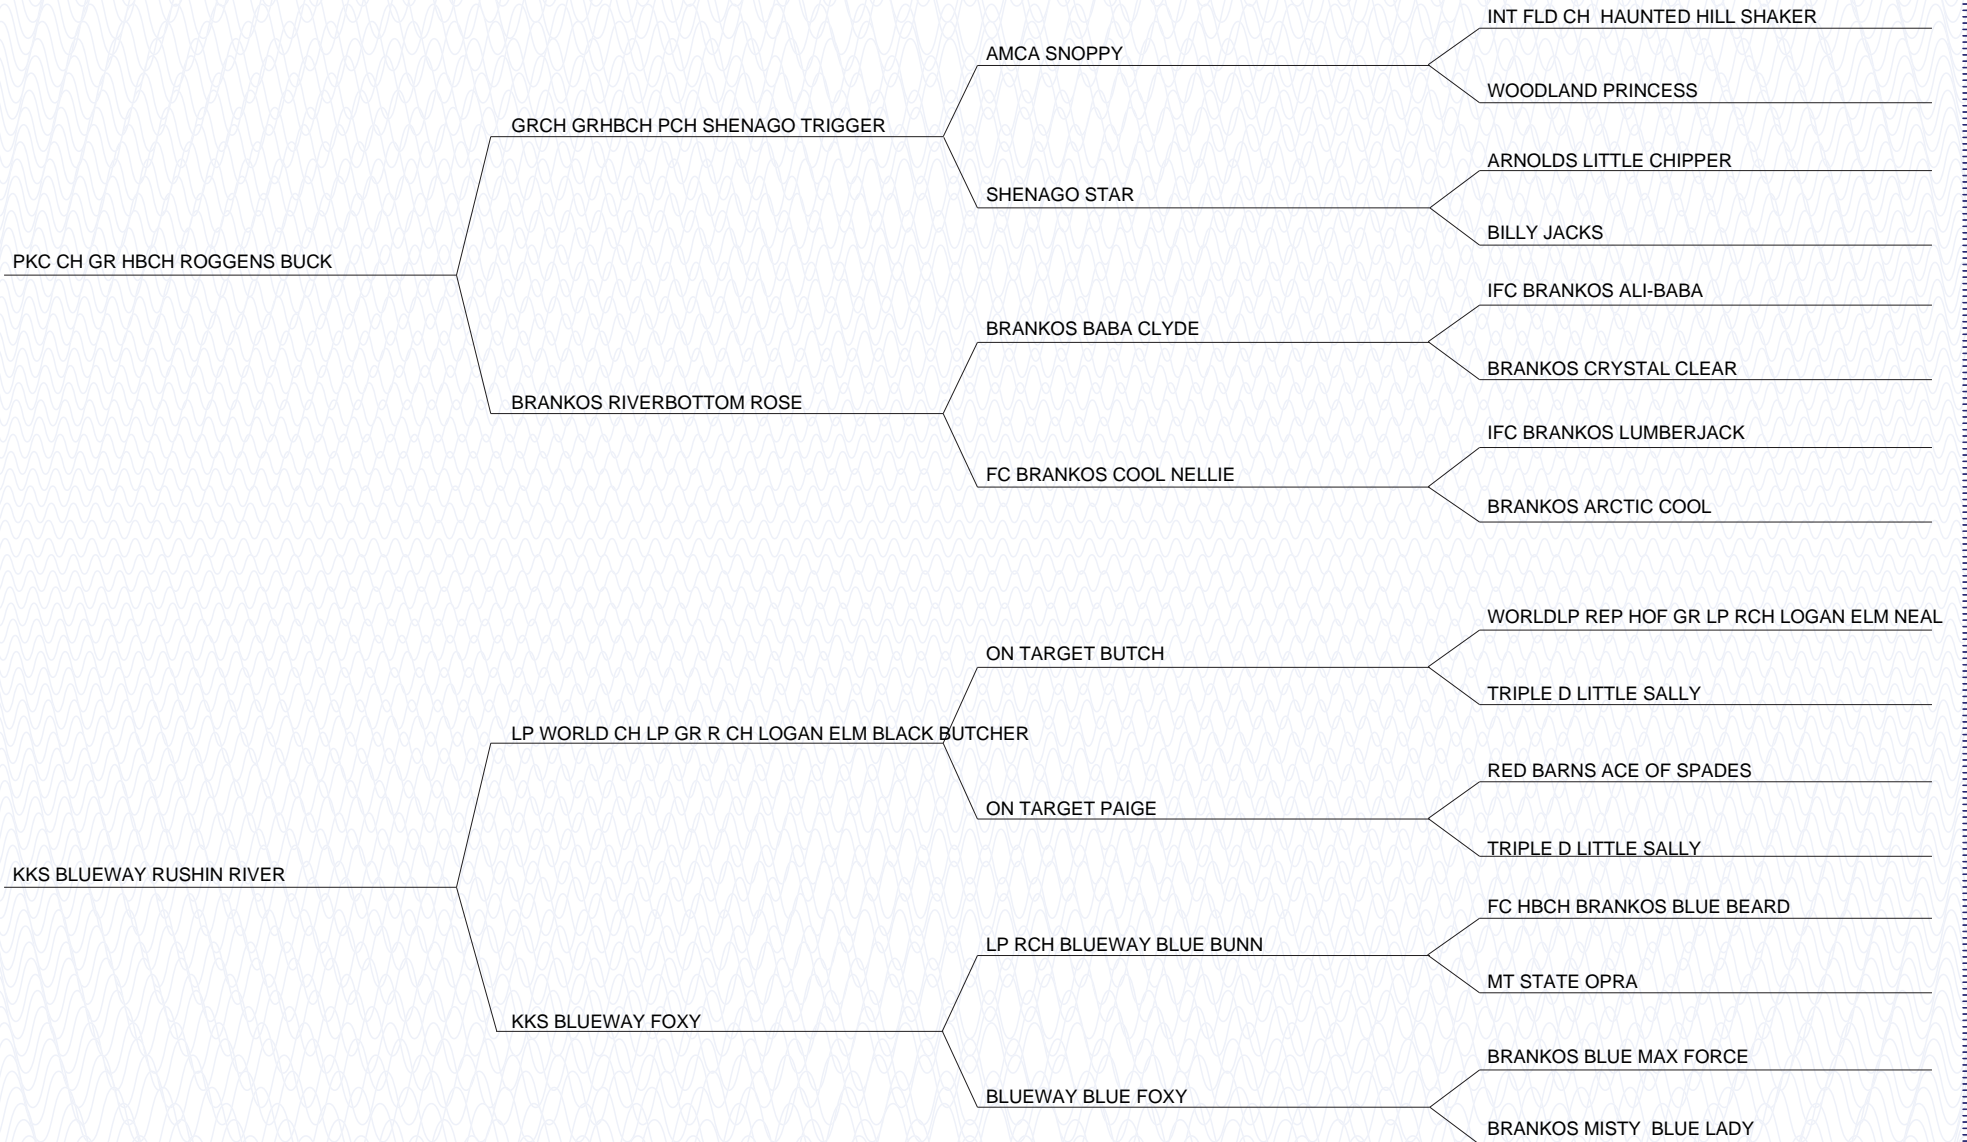 INT FLD CH  HAUNTED HILL SHAKER
AMCA SNOPPY
WOODLAND PRINCESS
GRCH GRHBCH PCH SHENAGO TRIGGER
ARNOLDS LITTLE CHIPPER
SHENAGO STAR
BILLY JACKS
PKC CH GR HBCH ROGGENS BUCK
IFC BRANKOS ALI-BABA
BRANKOS BABA CLYDE
BRANKOS CRYSTAL CLEAR
BRANKOS RIVERBOTTOM ROSE
IFC BRANKOS LUMBERJACK
FC BRANKOS COOL NELLIE
BRANKOS ARCTIC COOL
WORLDLP REP HOF GR LP RCH LOGAN ELM NEAL
ON TARGET BUTCH
TRIPLE D LITTLE SALLY
LP WORLD CH LP GR R CH LOGAN ELM BLACK BUTCHER
RED BARNS ACE OF SPADES
ON TARGET PAIGE
TRIPLE D LITTLE SALLY
KKS BLUEWAY RUSHIN RIVER
FC HBCH BRANKOS BLUE BEARD
LP RCH BLUEWAY BLUE BUNN
MT STATE OPRA
KKS BLUEWAY FOXY
BRANKOS BLUE MAX FORCE
BLUEWAY BLUE FOXY
BRANKOS MISTY  BLUE LADY